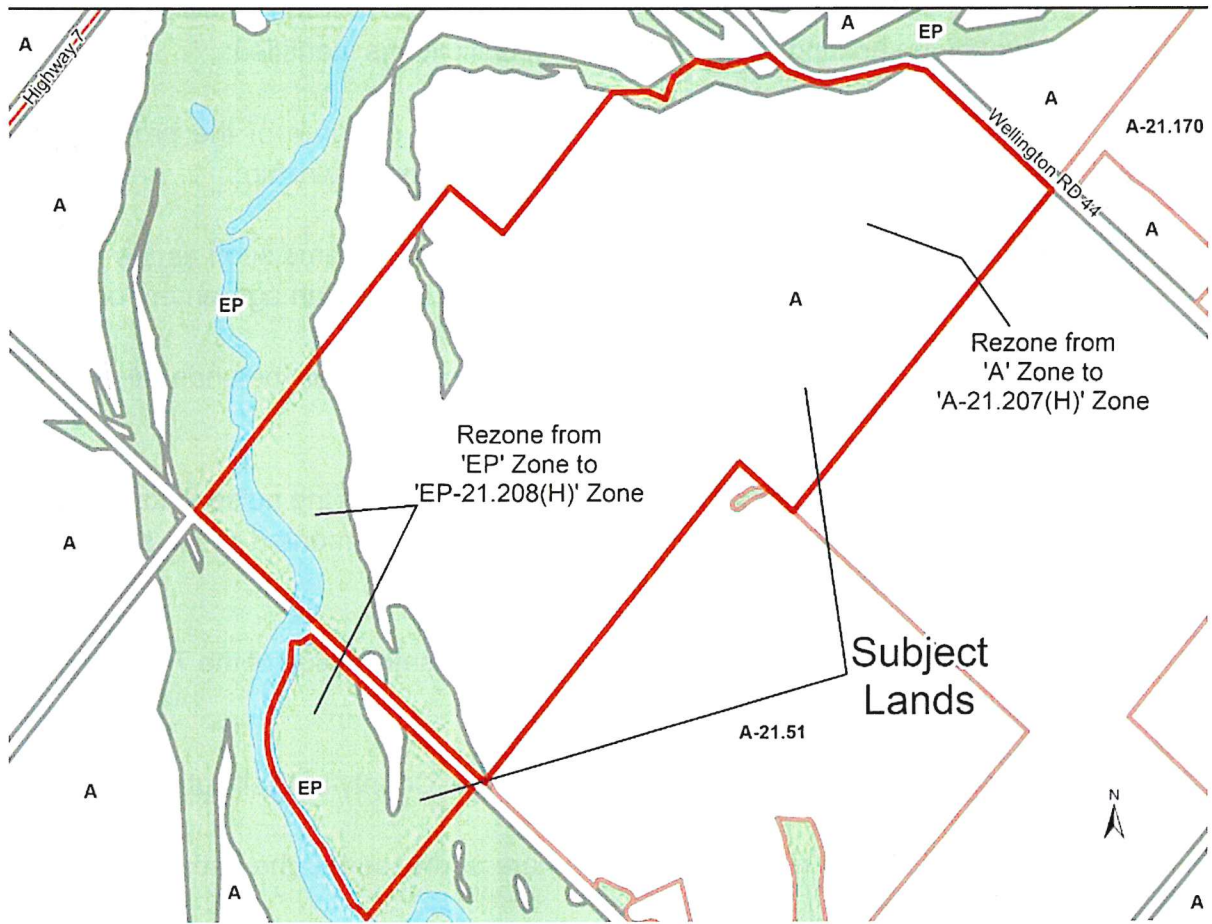 A
EP
A
Highway 7
A
A-21.170
Wellington RD 44
A
A
EP
A
Rezone from
'A' Zone to
'A-21.207(H)' Zone
Rezone from
'EP' Zone to
'EP-21.208(H)' Zone
A
Subject
Lands
A-21.51
EP
A
N
A
A